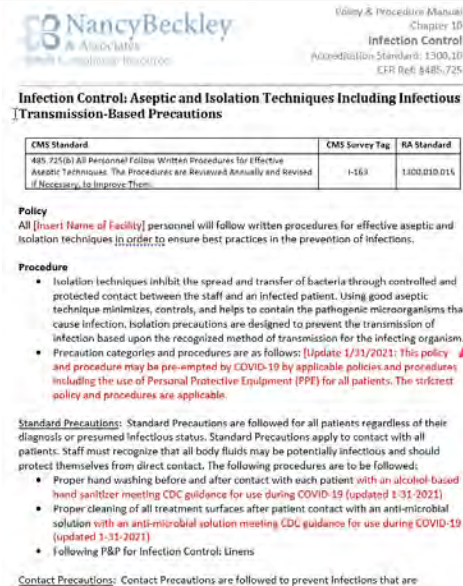 NancyBeckley
& Associates
Rehab Compliance Resources
Policy & Procedure Manual
Chapter 10
Infection Control
Accreditation Standard: 1300.10
CFR Ref: §485.725
Infection Control: Aseptic and Isolation Techniques Including Infectious
Transmission-Based Precautions
CMS Standard
CMS Survey Tag
RA Standard
485.725(b) All Personnel Follow Written Procedures for Effective
Aseptic Techniques. The Procedures are Reviewed Annually and Revised
if Necessary, to Improve Them.
I-163
1300.010.015
Policy
All [Insert Name of Facility] personnel will follow written procedures for effective aseptic and
isolation techniques in order to ensure best practices in the prevention of infections.
Procedure
• Isolation techniques inhibit the spread and transfer of bacteria through controlled and
protected contact between the staff and an infected patient. Using good aseptic
technique minimizes, controls, and helps to contain the pathogenic microorganisms tha
cause infection. Isolation precautions are designed to prevent the transmission of
infection based upon the recognized method of transmission for the infecting organism.
• Precaution categories and procedures are as follows: [Update 1/31/2021: This policy
and procedure may be pre-empted by COVID-19 by applicable policies and procedures
including the use of Personal Protective Equipment (PPE) for all patients. The strictest
policy and procedures are applicable.
Standard Precautions: Standard Precautions are followed for all patients regardless of their
diagnosis or presumed infectious status. Standard Precautions apply to contact with all
patients. Staff must recognize that all body fluids may be potentially infectious and should
protect themselves from direct contact. The following procedures are to be followed:
• Proper hand washing before and after contact with each patient with an alcohol-based
hand sanitizer meeting CDC guidance for use during COVID-19 (updated 1-31-2021)
• Proper cleaning of all treatment surfaces after patient contact with an anti-microbial
solution with an anti-microbial solution meeting CDC guidance for use during COVID-19
(updated 1-31-2021)
• Following P&P for Infection Control: Linens
Contact Precautions: Contact Precautions are followed to prevent infections that are